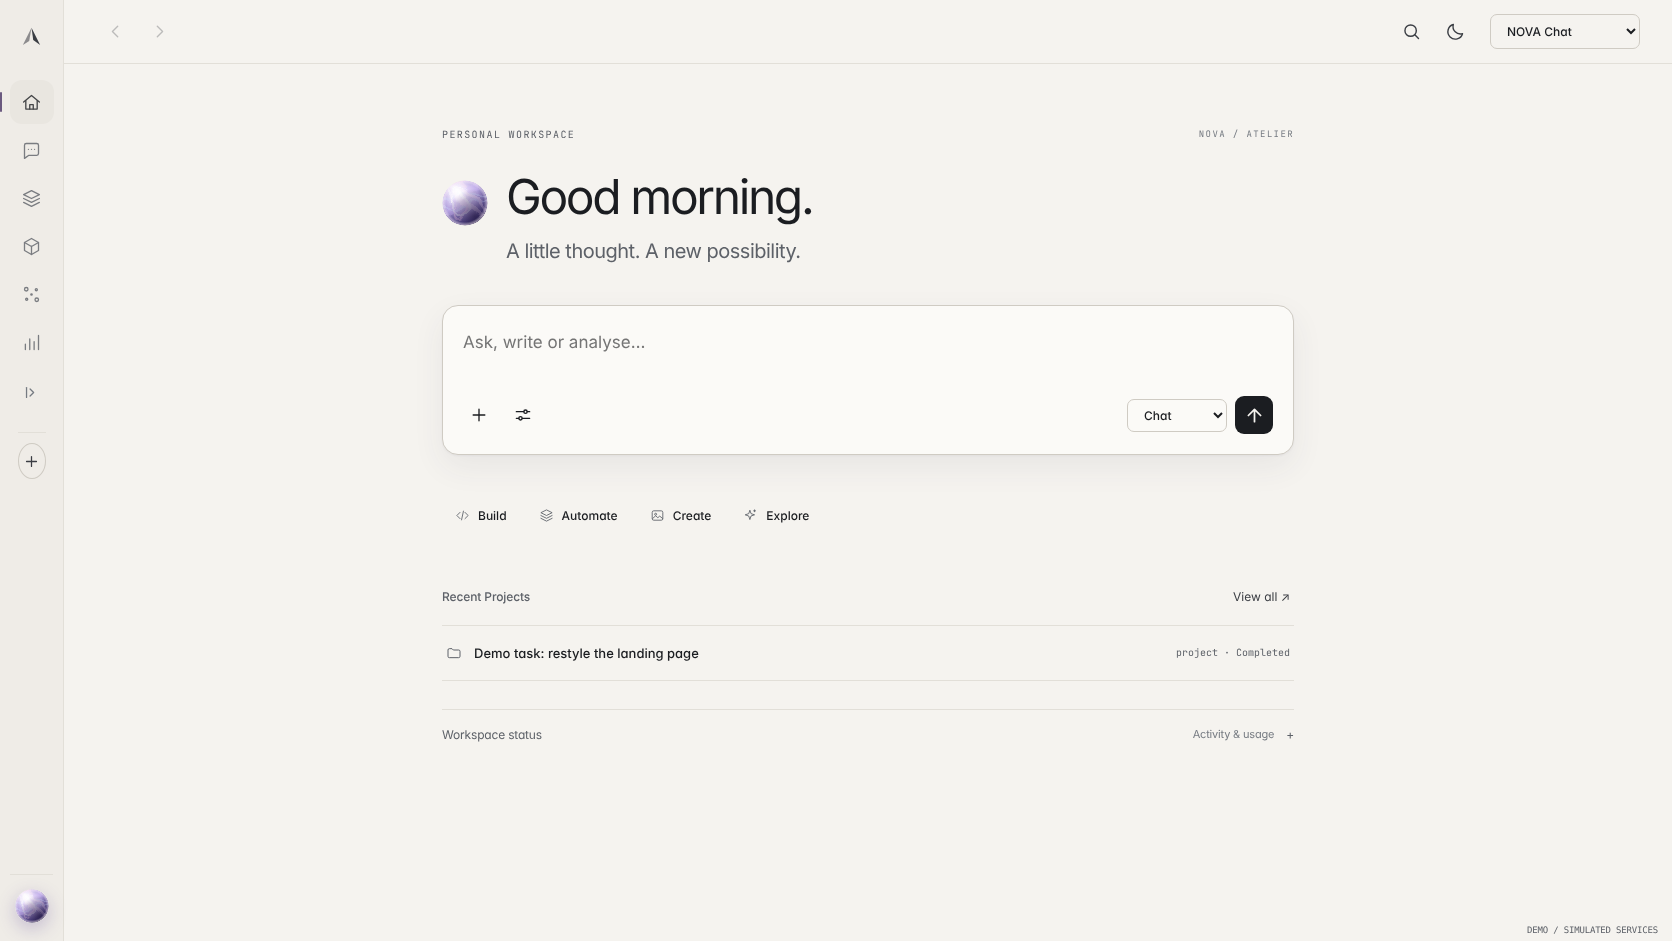 NOVA Chat
PERSONAL WORKSPACE
NOVA / ATELIER
Good morning.
A little thought. A new possibility.
Ask, write or analyse...
Chat
Build
Automate
Create
Explore
Recent Projects
View all ↗
Demo task: restyle the landing page
project · Completed
Workspace status
Activity & usage +
DEMO / SIMULATED SERVICES